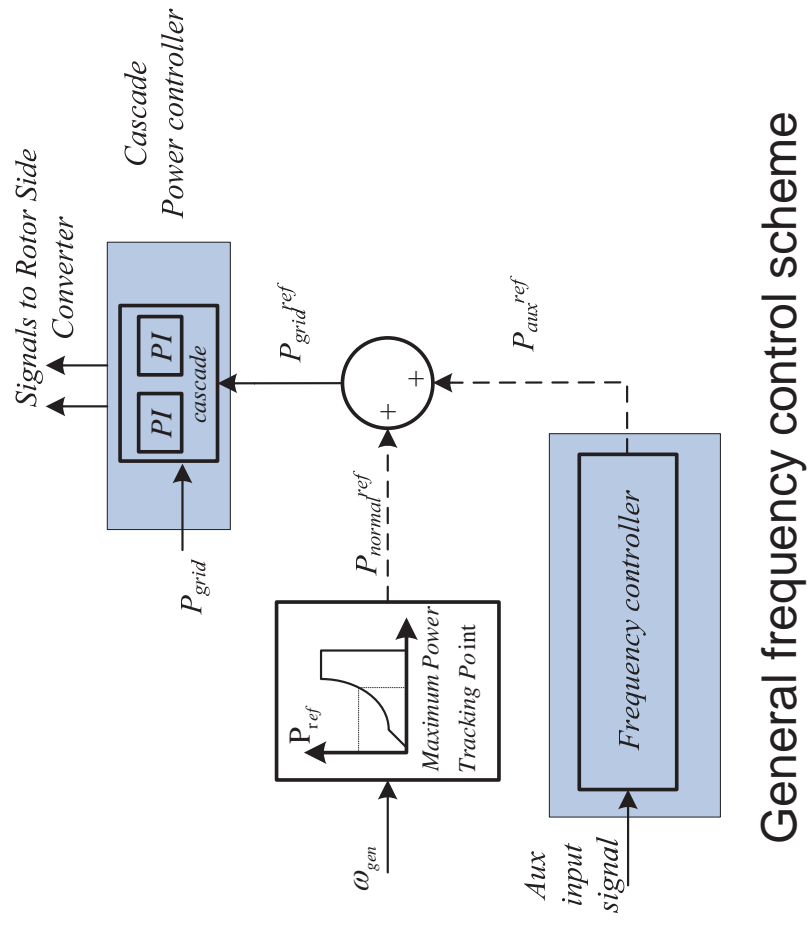 Signals to Rotor Side
Converter
Cascade
Power controller
PI
PI
cascade
P_grid
P_grid^ref
P_normal^ref
+
+
P_aux^ref
P_ref
Maximum Power
Tracking Point
ω_gen
Frequency controller
Aux
input
signal
General frequency control scheme